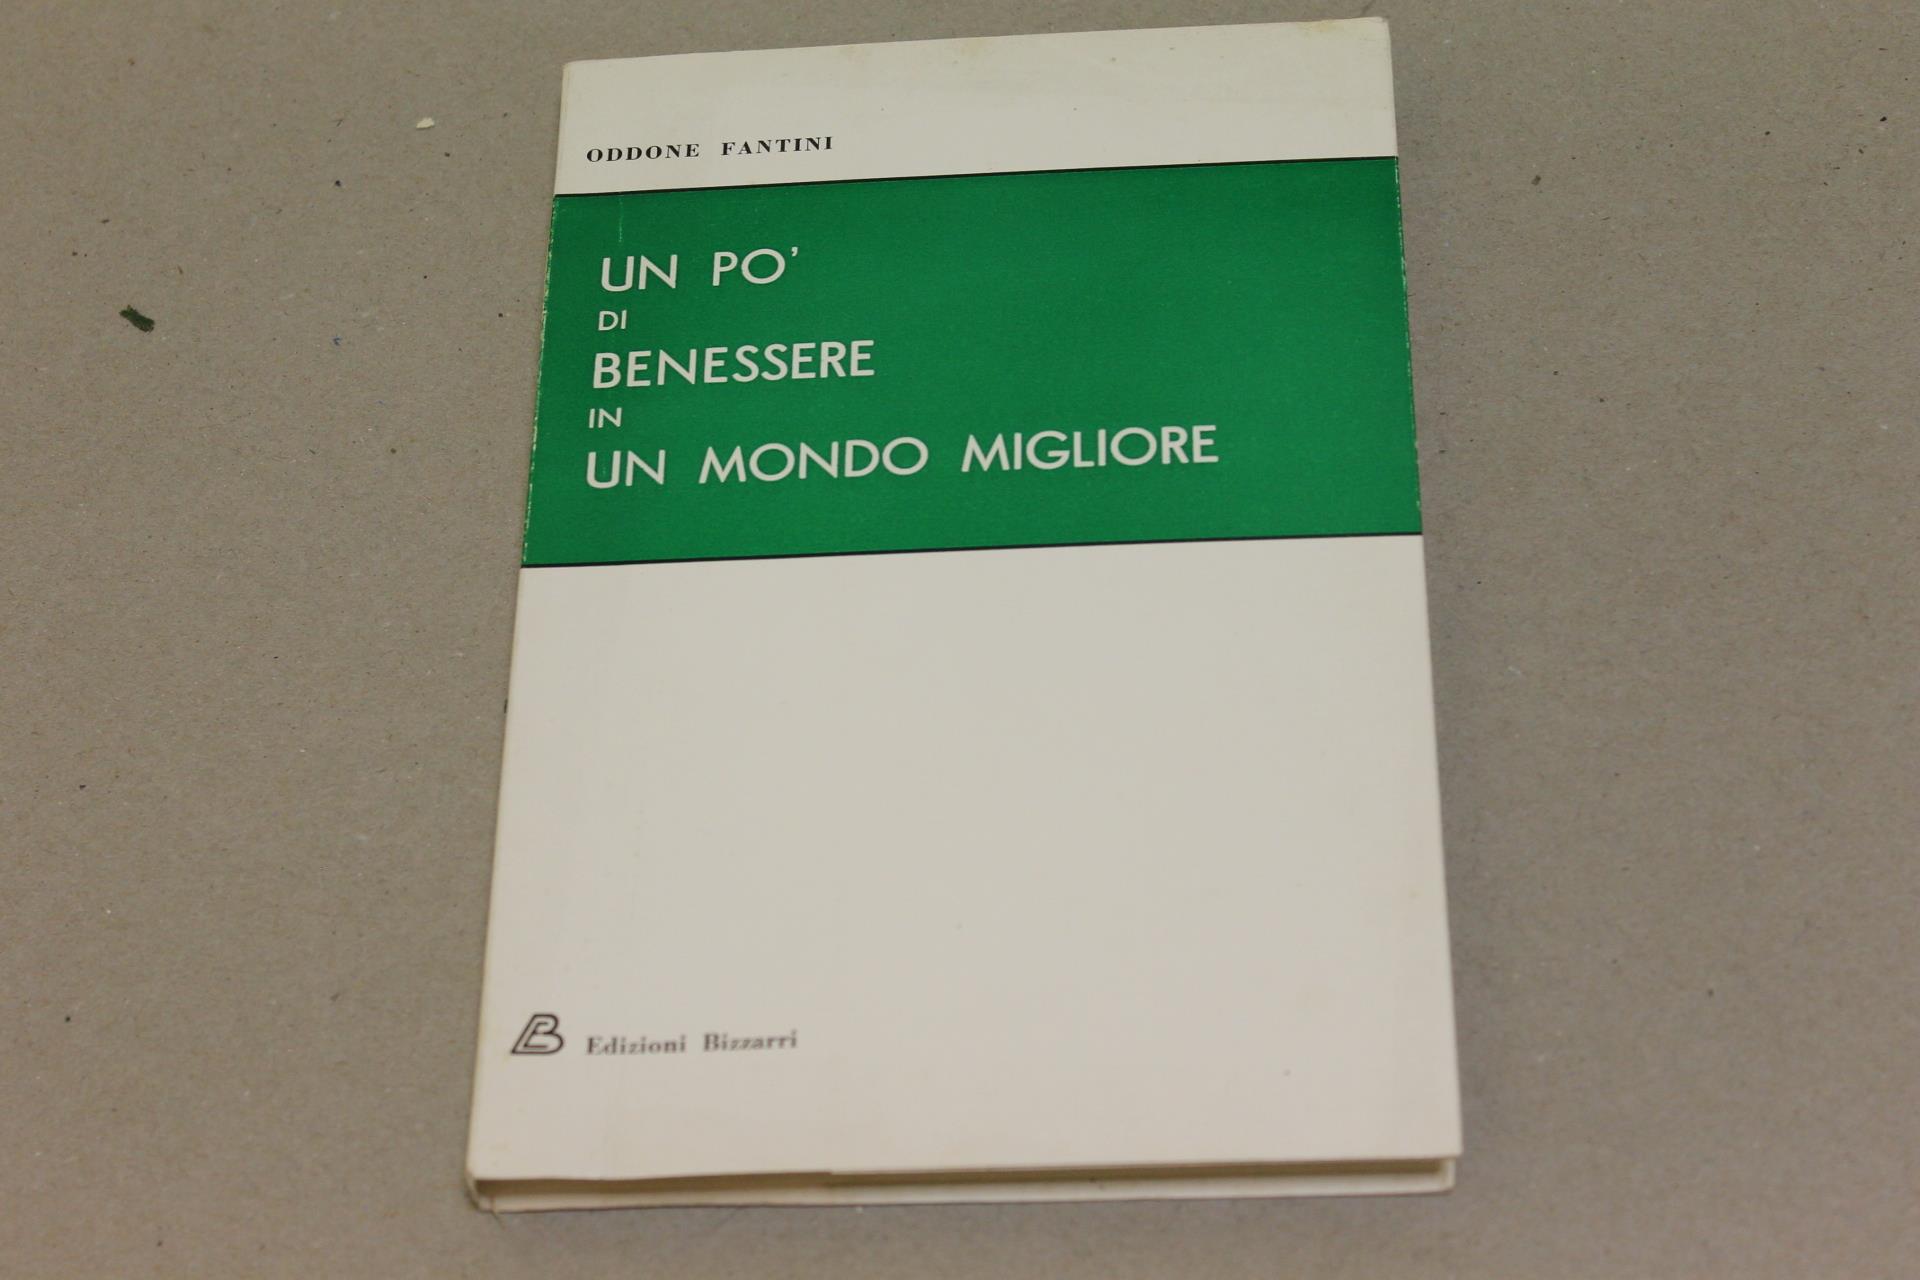 ODDONE FANTINI
UN PO'
DI
BENESSERE
IN
UN MONDO MIGLIORE
Edizioni Bizzarri